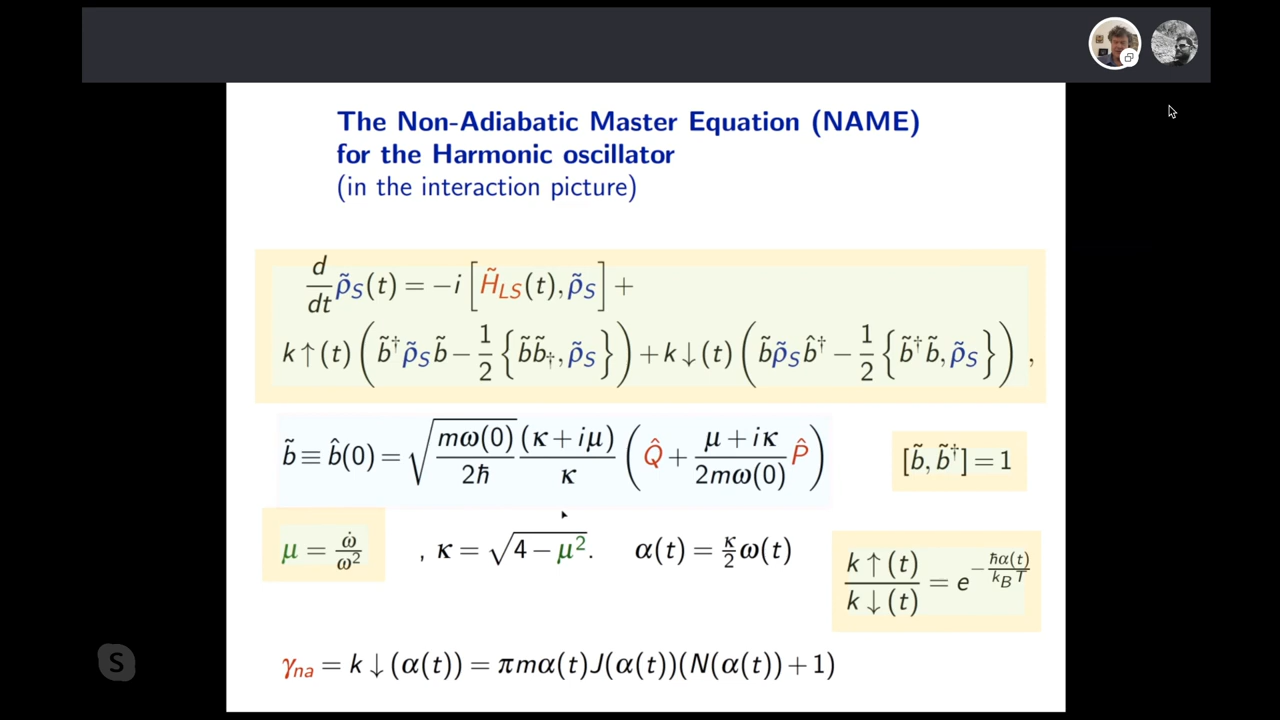 The Non-Adiabatic Master Equation (NAME)
for the Harmonic oscillator
(in the interaction picture)
d/dt ρ̃_S(t) = −i [H̃_LS(t), ρ̃_S] +
k↑(t) ( b̃† ρ̃_S b̃ − 1/2 { b̃b̃_†, ρ̃_S } ) + k↓(t) ( b̃ρ̃_S b̂† − 1/2 { b̃†b̃, ρ̃_S } ) ,
b̃ ≡ b̂(0) = √(mω(0)/2ħ) (κ+iμ)/κ ( Q̂ + (μ+iκ)/(2mω(0)) P̂ ) [b̃, b̃†] = 1
μ = ω̇/ω² , κ = √(4 − μ²). α(t) = κ/2 ω(t) k↑(t)/k↓(t) = e^(−ħα(t)/k_B T)
γ_na = k↓(α(t)) = πmα(t)J(α(t))(N(α(t)) + 1)
S